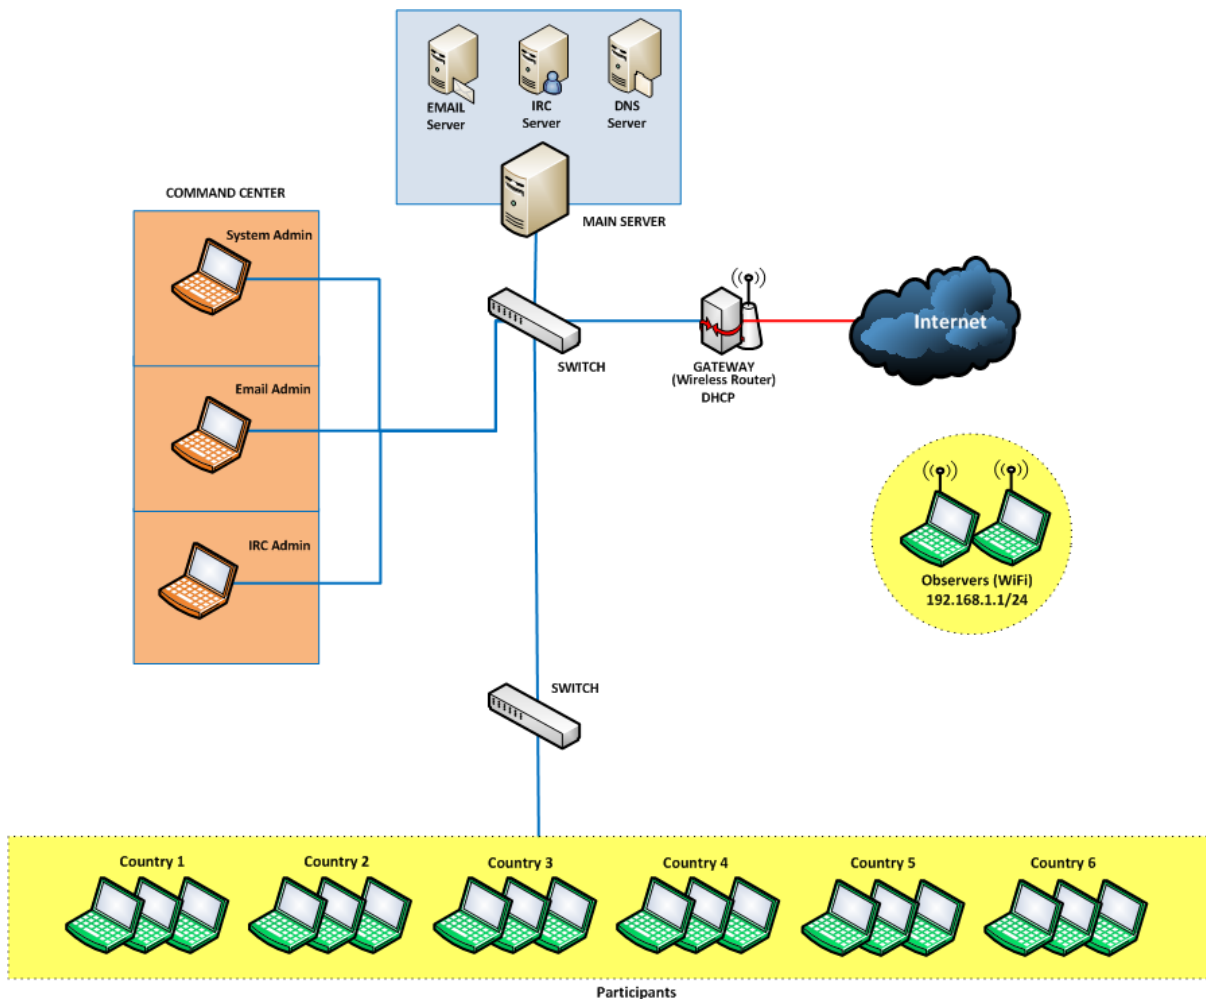 EMAIL
Server
IRC
Server
DNS
Server
MAIN SERVER
COMMAND CENTER
System Admin
Email Admin
IRC Admin
SWITCH
GATEWAY
(Wireless Router)
DHCP
Internet
Observers (WiFi)
192.168.1.1/24
SWITCH
Country 1
Country 2
Country 3
Country 4
Country 5
Country 6
Participants